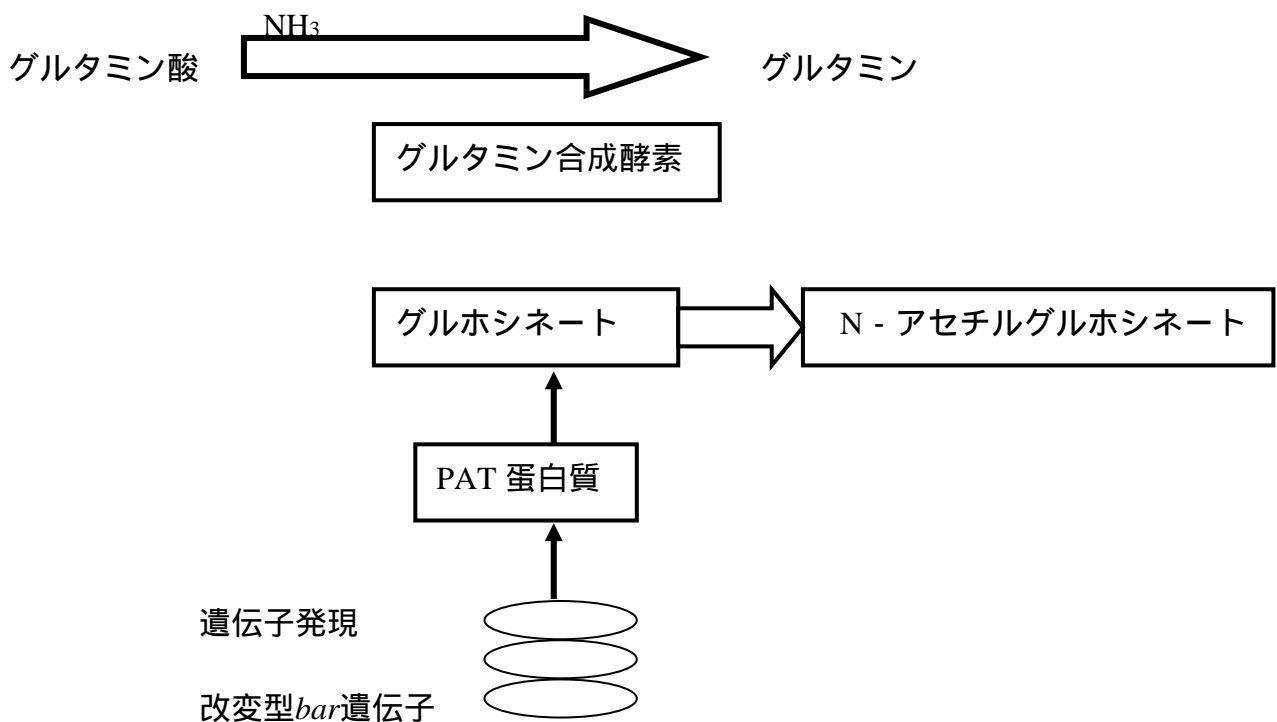 NH3
グルタミン酸 グルタミン
グルタミン合成酵素
グルホシネート N - アセチルグルホシネート
PAT 蛋白質
遺伝子発現
改変型bar遺伝子